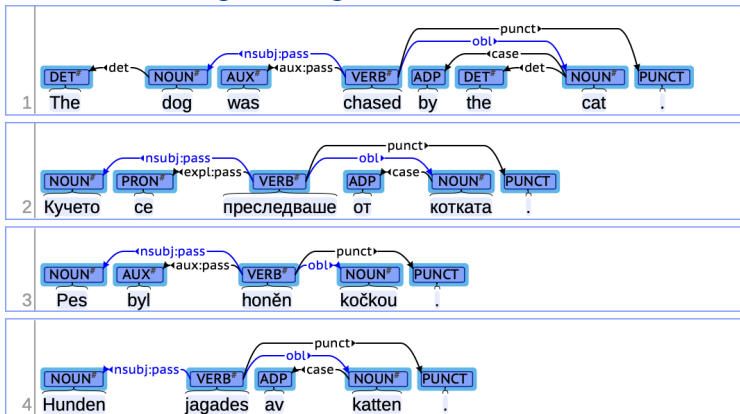 punct
obl
nsubj:pass case
det aux:pass det
DET# NOUN# AUX# VERB# ADP DET# NOUN# PUNCT
1 The dog was chased by the cat .
punct
nsubj:pass obl
expl:pass case
NOUN# PRON# VERB# ADP NOUN# PUNCT
2 Кучето се преследваше от котката .
nsubj:pass punct
aux:pass obl
NOUN# AUX# VERB# NOUN# PUNCT
3 Pes byl honěn kočkou .
punct
obl
nsubj:pass case
NOUN# VERB# ADP NOUN# PUNCT
4 Hunden jagades av katten .